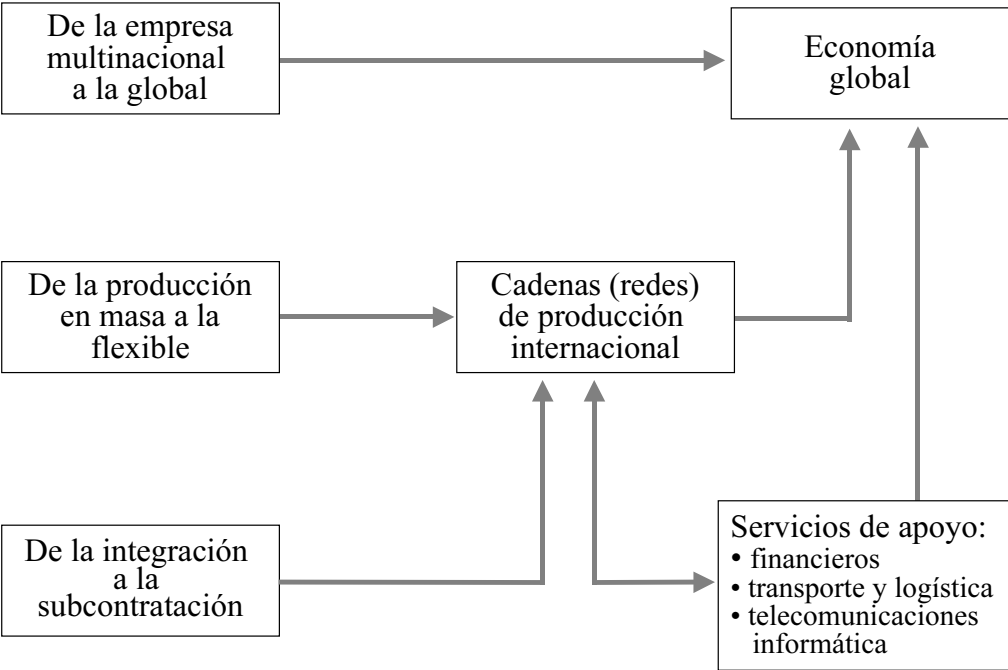 De la empresa
multinacional
a la global
Economía
global
De la producción
en masa a la
flexible
Cadenas (redes)
de producción
internacional
De la integración
a la
subcontratación
Servicios de apoyo:
• financieros
• transporte y logística
• telecomunicaciones
informática